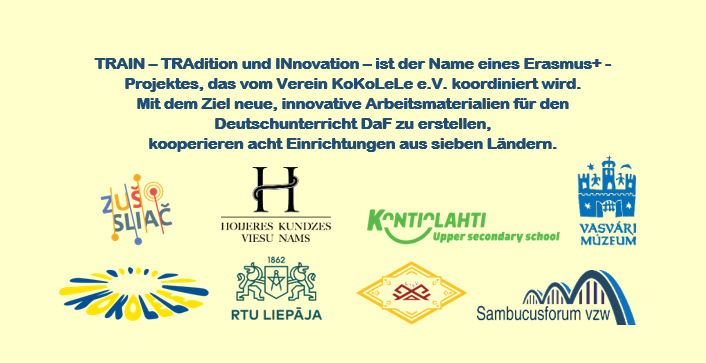 TRAIN – TRAdition und INnovation – ist der Name eines Erasmus+ -
Projektes, das vom Verein KoKoLeLe e.V. koordiniert wird.
Mit dem Ziel neue, innovative Arbeitsmaterialien für den
Deutschunterricht DaF zu erstellen,
kooperieren acht Einrichtungen aus sieben Ländern.
ZUŠ
SLIAČ
H
HOIJERES KUNDZES
VIESU NAMS
KONTIOLAHTI
Upper secondary school
VASVÁRI
MÚZEUM
KOKOLELE
1862
RTU LIEPĀJA
Sambucusforum vzw